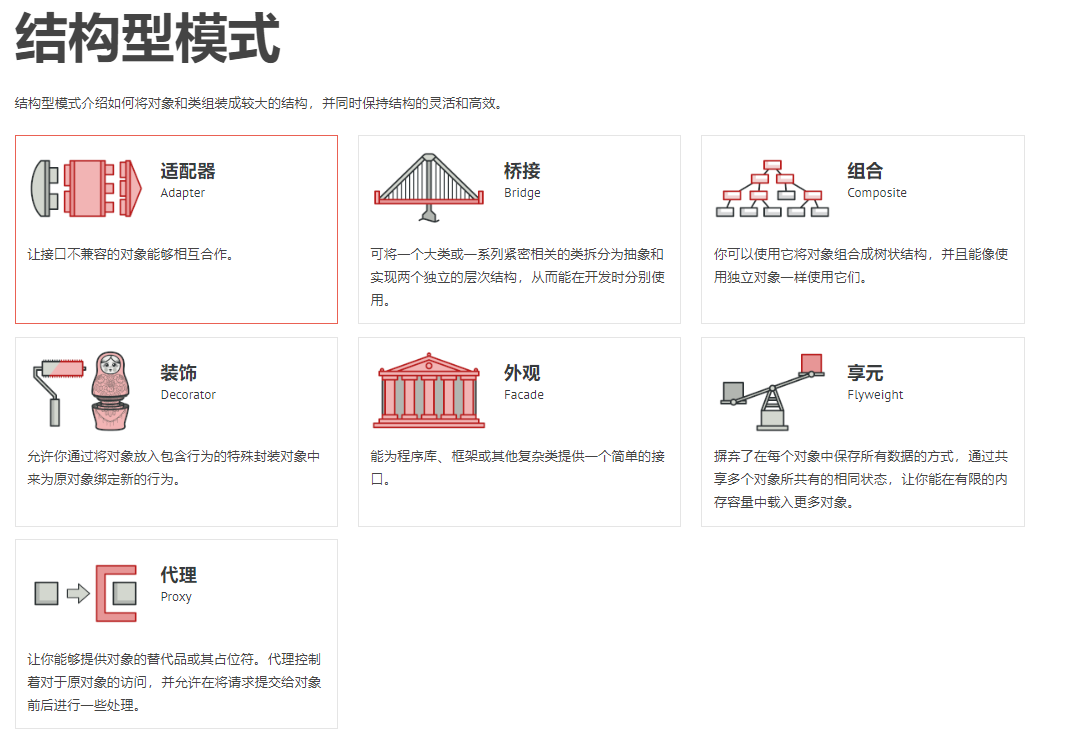 结构型模式
结构型模式介绍如何将对象和类组装成较大的结构，并同时保持结构的灵活和高效。
适配器
Adapter
让接口不兼容的对象能够相互合作。
桥接
Bridge
可将一个大类或一系列紧密相关的类拆分为抽象和
实现两个独立的层次结构，从而能在开发时分别使
用。
组合
Composite
你可以使用它将对象组合成树状结构，并且能像使
用独立对象一样使用它们。
装饰
Decorator
允许你通过将对象放入包含行为的特殊封装对象中
来为原对象绑定新的行为。
外观
Facade
能为程序库、框架或其他复杂类提供一个简单的接
口。
享元
Flyweight
摒弃了在每个对象中保存所有数据的方式，通过共
享多个对象所共有的相同状态，让你能在有限的内
存容量中载入更多对象。
代理
Proxy
让你能够提供对象的替代品或其占位符。代理控制
着对于原对象的访问，并允许在将请求提交给对象
前后进行一些处理。